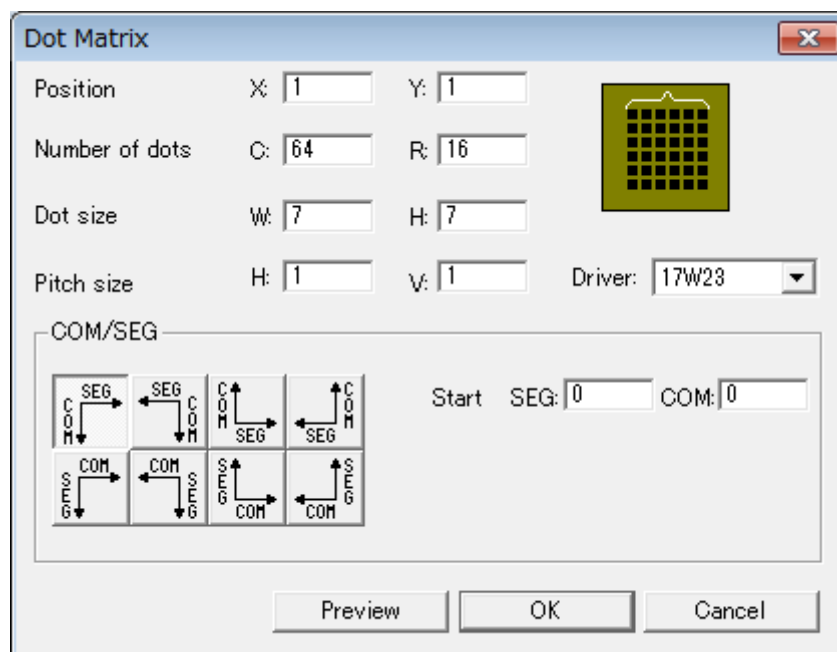 Dot Matrix
Position X: 1 Y: 1
Number of dots C: 64 R: 16
Dot size W: 7 H: 7
Pitch size H: 1 V: 1 Driver: 17W23
COM/SEG
SEG COM SEG COM COM SEG COM SEG
Start SEG: 0 COM: 0
COM SEG COM SEG SEG COM SEG COM
Preview OK Cancel